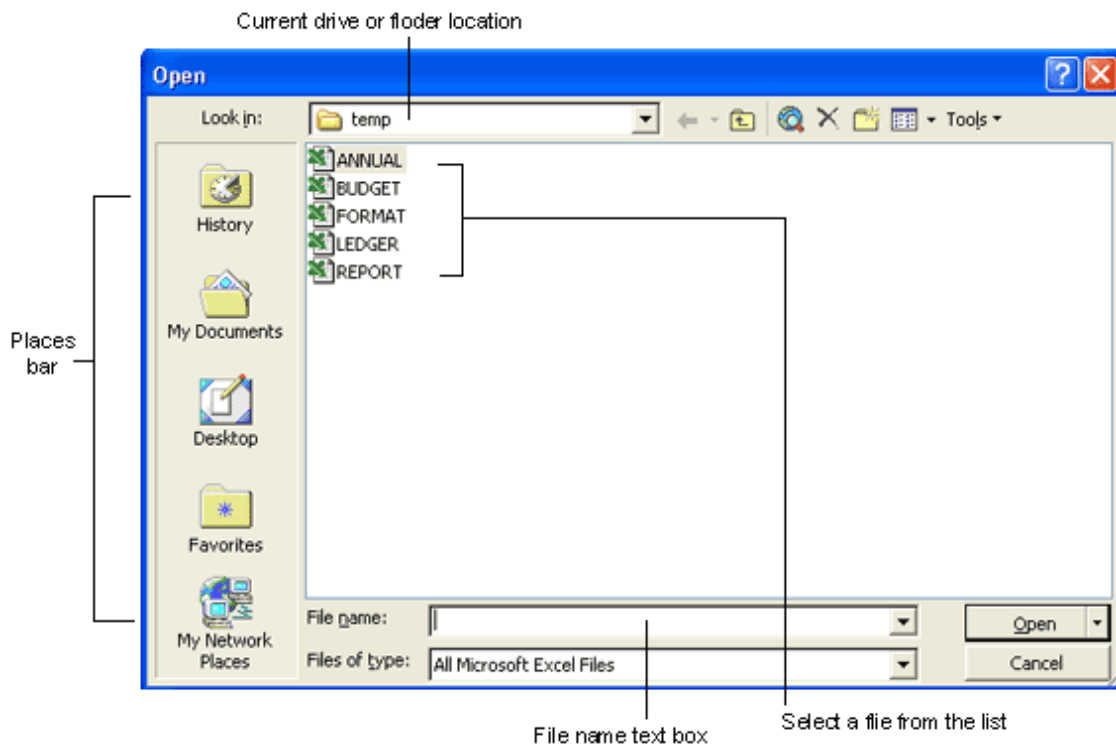 Current drive or floder location
Open
Look in:
temp
Tools
ANNUAL
BUDGET
FORMAT
LEDGER
REPORT
History
My Documents
Desktop
Favorites
My Network
Places
Places
bar
File name:
Open
Files of type:
All Microsoft Excel Files
Cancel
File name text box
Select a flie from the list